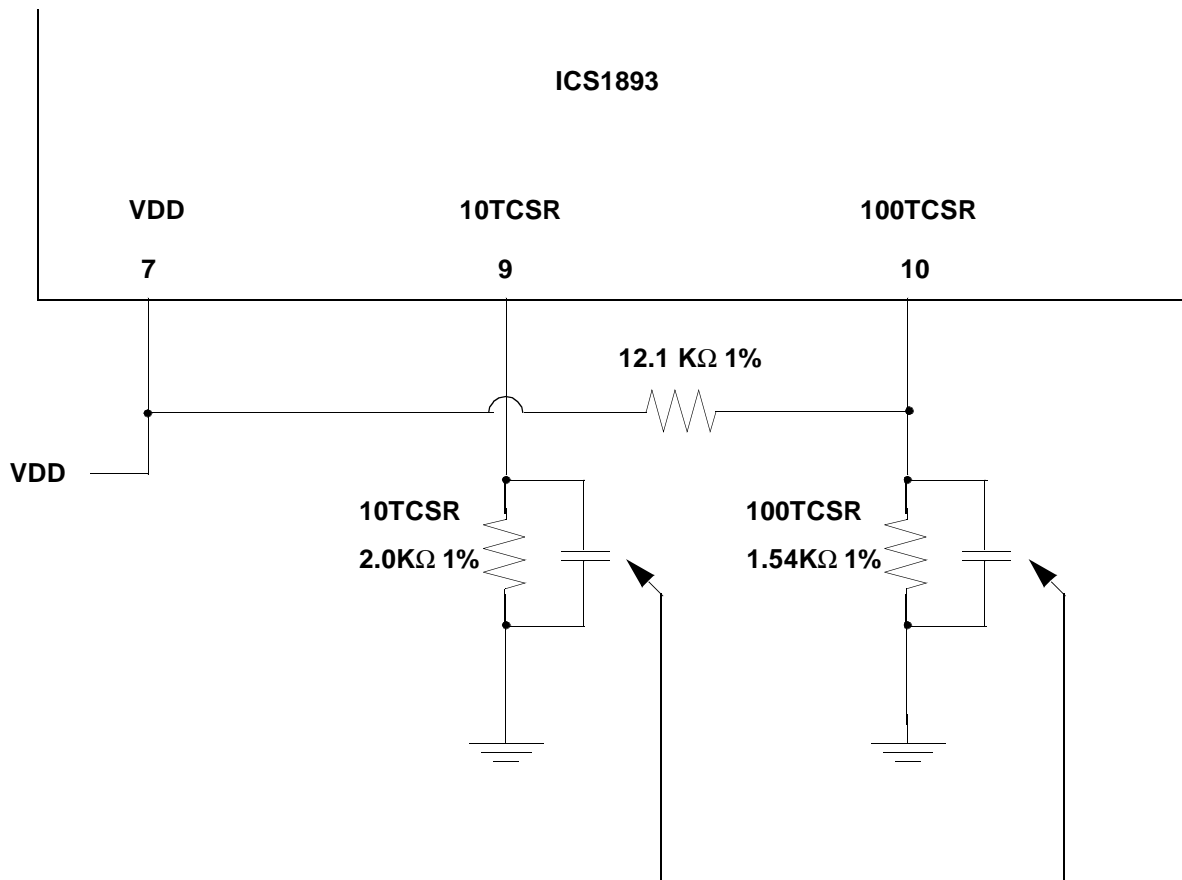 ICS1893
VDD 10TCSR 100TCSR
7 9 10
12.1 KΩ 1%
VDD
10TCSR 100TCSR
2.0KΩ 1% 1.54KΩ 1%